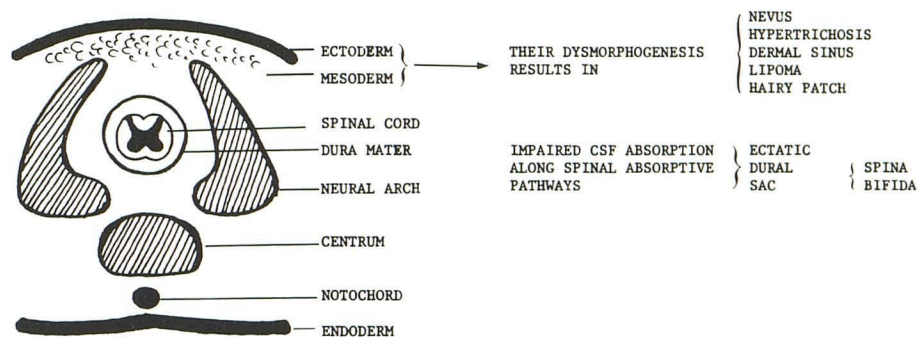 ECTODERM
MESODERM
SPINAL CORD
DURA MATER
NEURAL ARCH
CENTRUM
NOTOCHORD
ENDODERM
THEIR DYSMORPHOGENESIS
RESULTS IN
NEVUS
HYPERTRICHOSIS
DERMAL SINUS
LIPOMA
HAIRY PATCH
IMPAIRED CSF ABSORPTION
ALONG SPINAL ABSORPTIVE
PATHWAYS
ECTATIC
DURAL
SAC
SPINA
BIFIDA